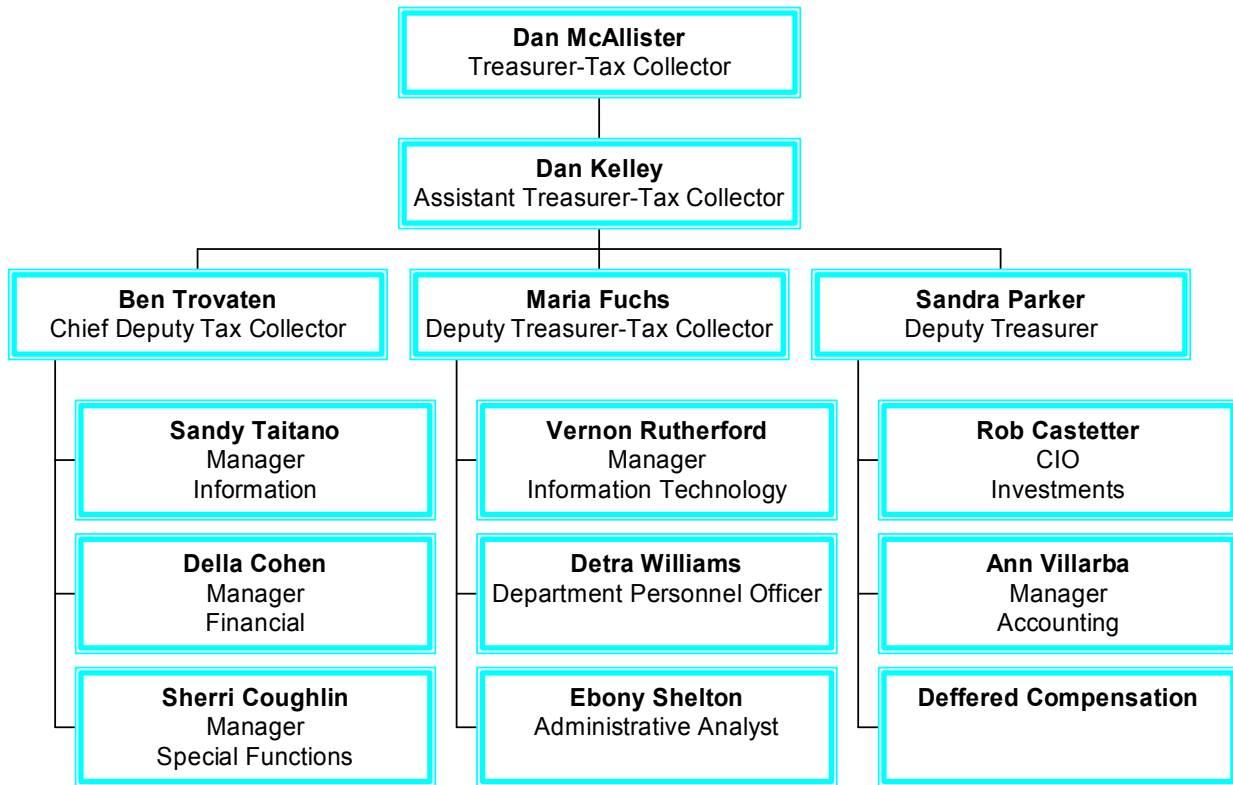 Dan McAllister
Treasurer-Tax Collector
Dan Kelley
Assistant Treasurer-Tax Collector
Ben Trovaten
Chief Deputy Tax Collector
Maria Fuchs
Deputy Treasurer-Tax Collector
Sandra Parker
Deputy Treasurer
Sandy Taitano
Manager
Information
Vernon Rutherford
Manager
Information Technology
Rob Castetter
CIO
Investments
Della Cohen
Manager
Financial
Detra Williams
Department Personnel Officer
Ann Villarba
Manager
Accounting
Sherri Coughlin
Manager
Special Functions
Ebony Shelton
Administrative Analyst
Deffered Compensation